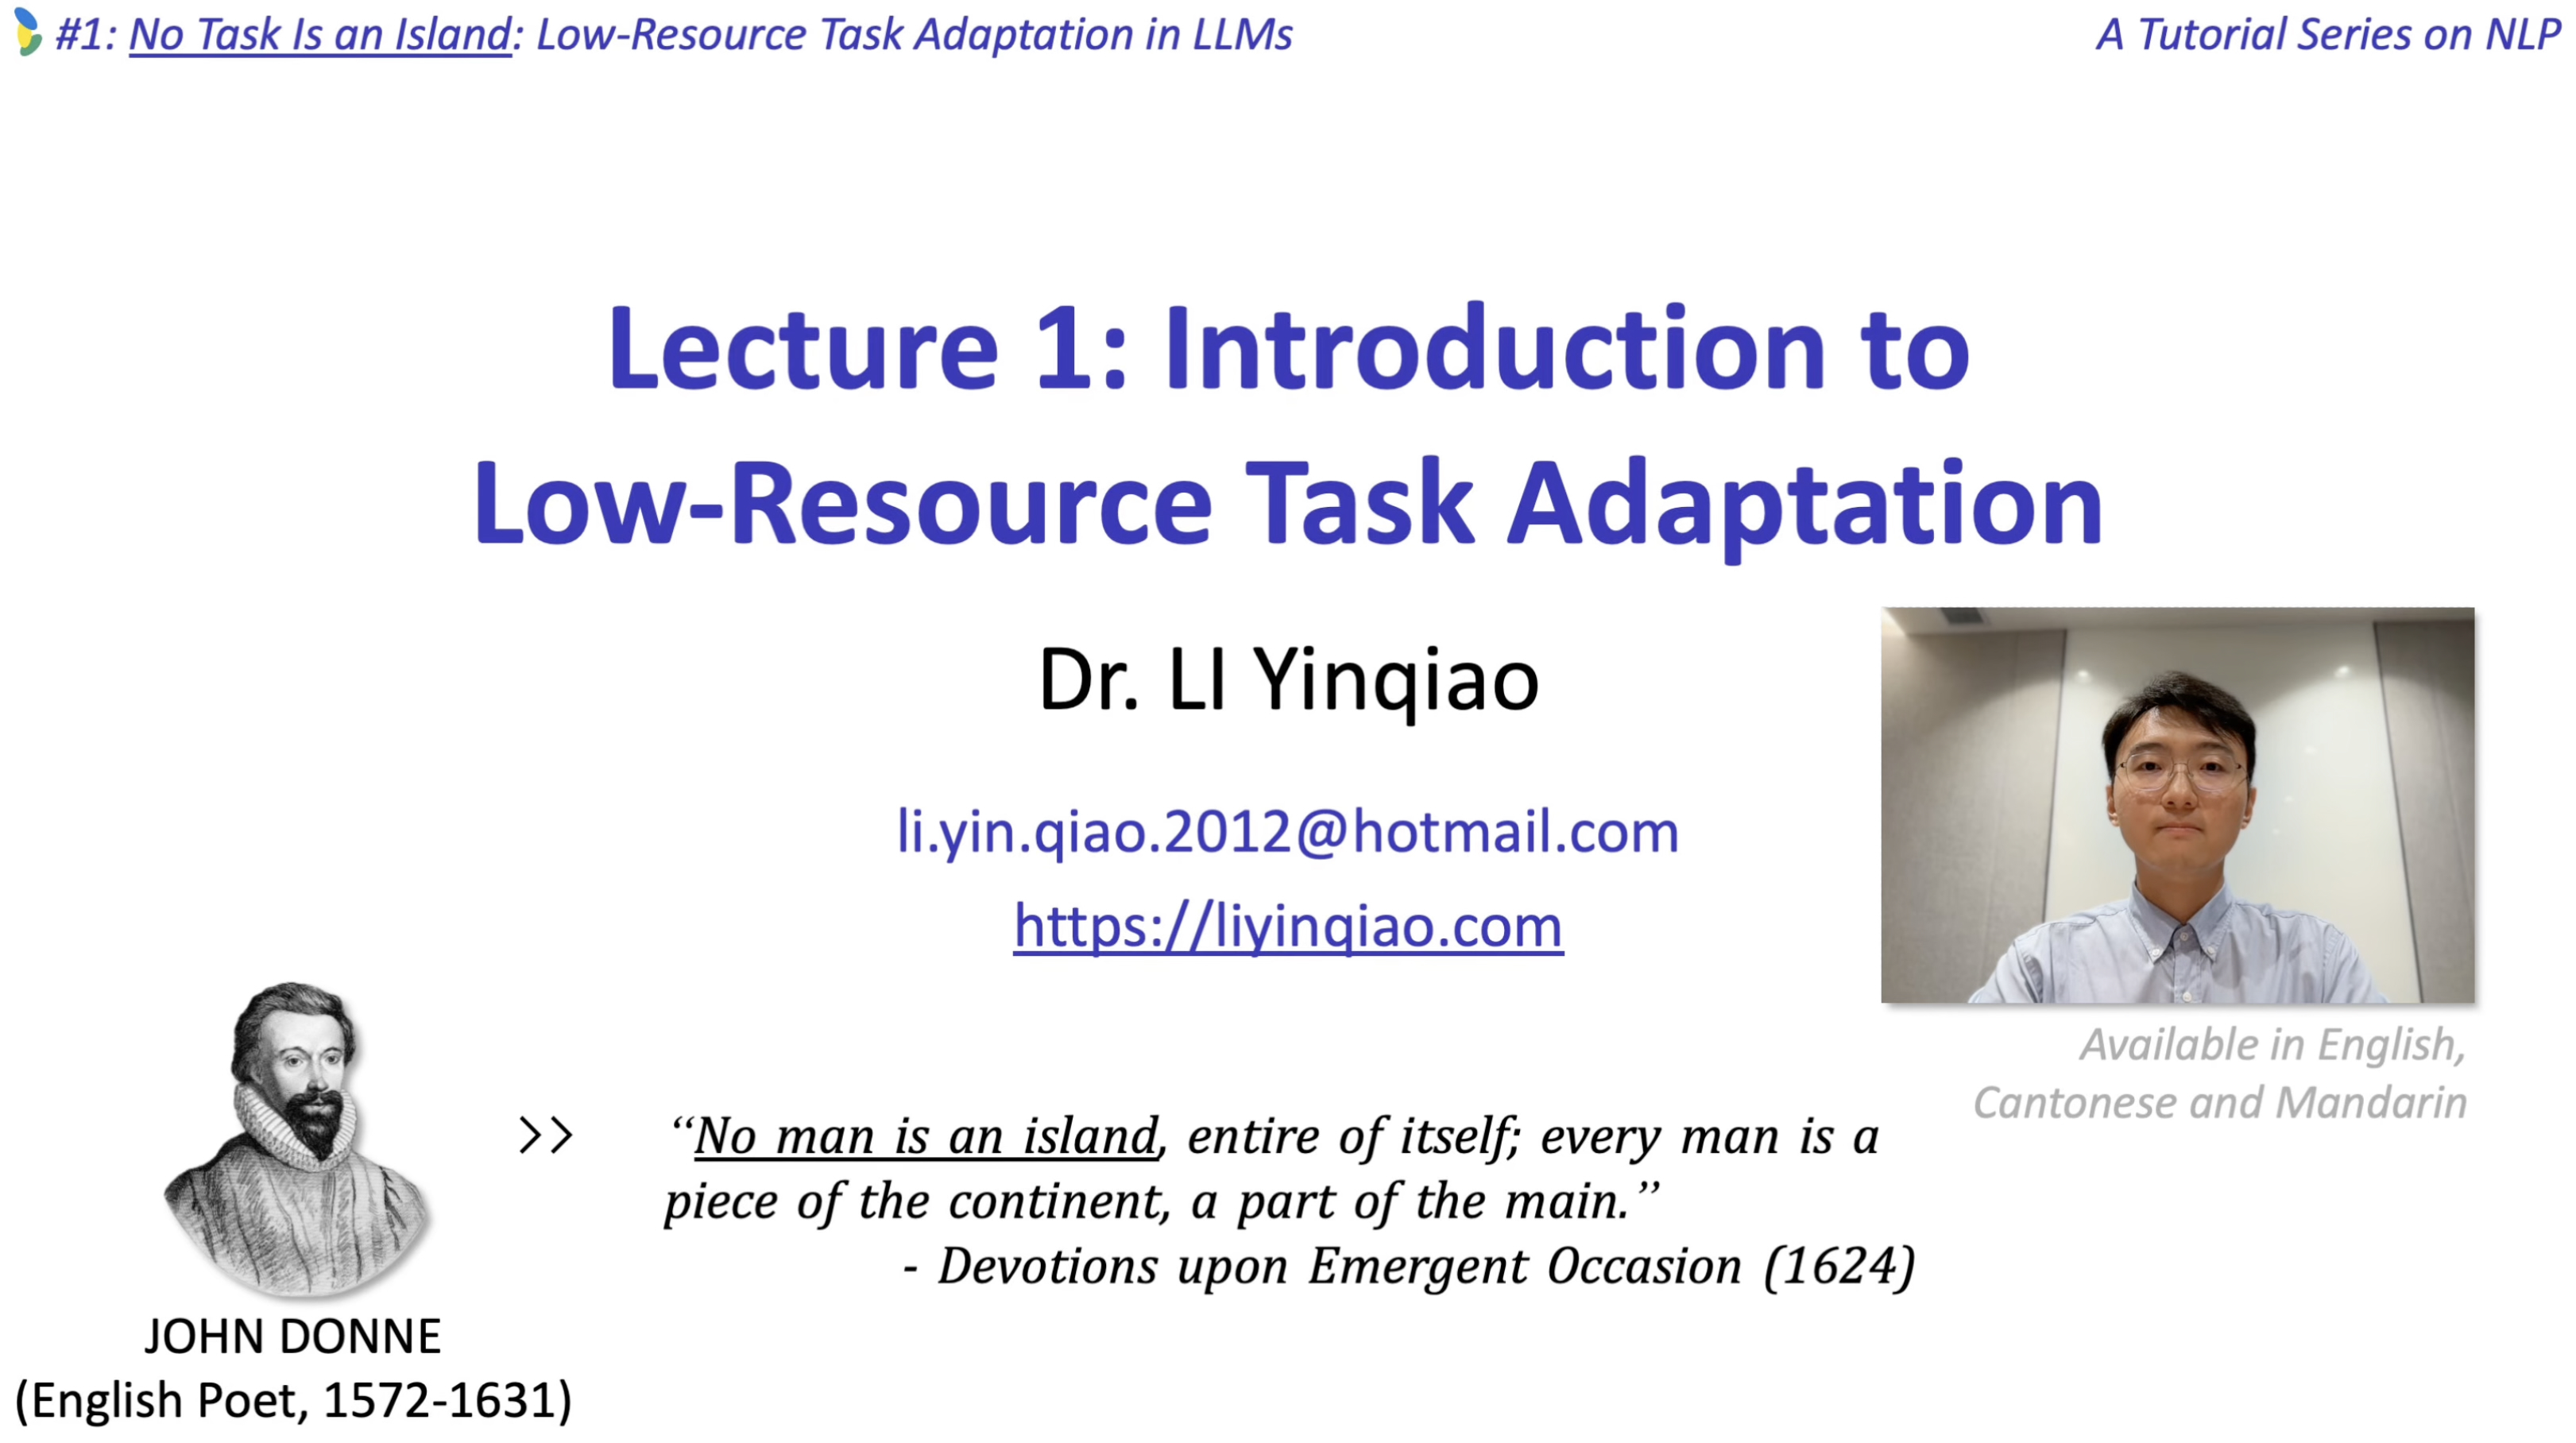 #1: No Task Is an Island: Low-Resource Task Adaptation in LLMs
A Tutorial Series on NLP
Lecture 1: Introduction to
Low-Resource Task Adaptation
Dr. LI Yinqiao
li.yin.qiao.2012@hotmail.com
https://liyinqiao.com
Available in English,
Cantonese and Mandarin
>>
“No man is an island, entire of itself; every man is a
piece of the continent, a part of the main.”
- Devotions upon Emergent Occasion (1624)
JOHN DONNE
(English Poet, 1572-1631)